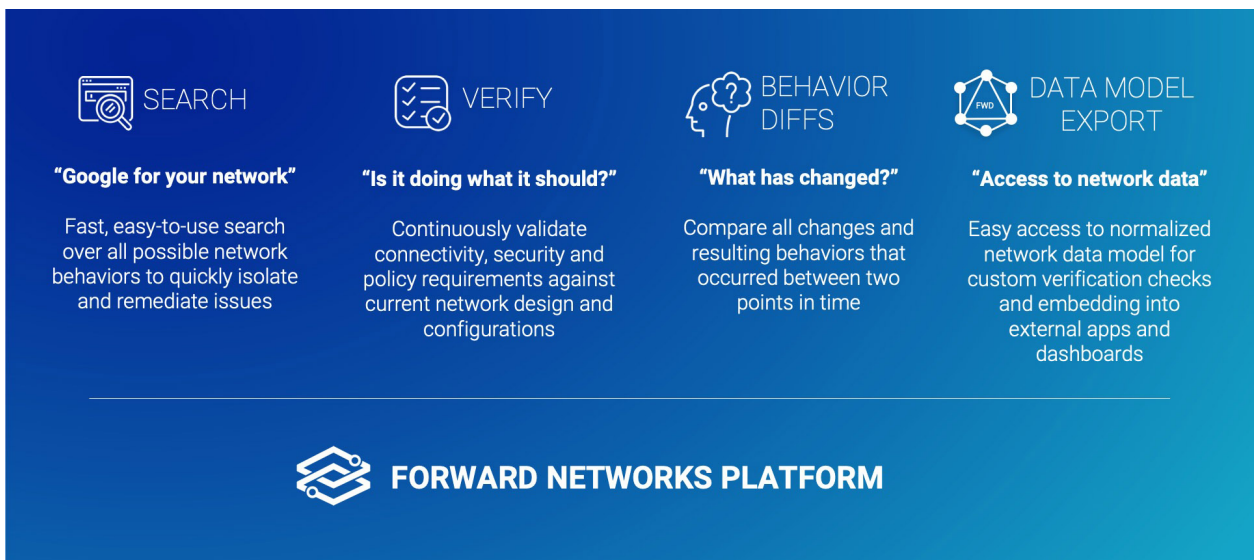 SEARCH
“Google for your network”
Fast, easy-to-use search
over all possible network
behaviors to quickly isolate
and remediate issues
VERIFY
“Is it doing what it should?”
Continuously validate
connectivity, security and
policy requirements against
current network design and
configurations
BEHAVIOR
DIFFS
“What has changed?”
Compare all changes and
resulting behaviors that
occurred between two
points in time
FWD
DATA MODEL
EXPORT
“Access to network data”
Easy access to normalized
network data model for
custom verification checks
and embedding into
external apps and
dashboards
FORWARD NETWORKS PLATFORM